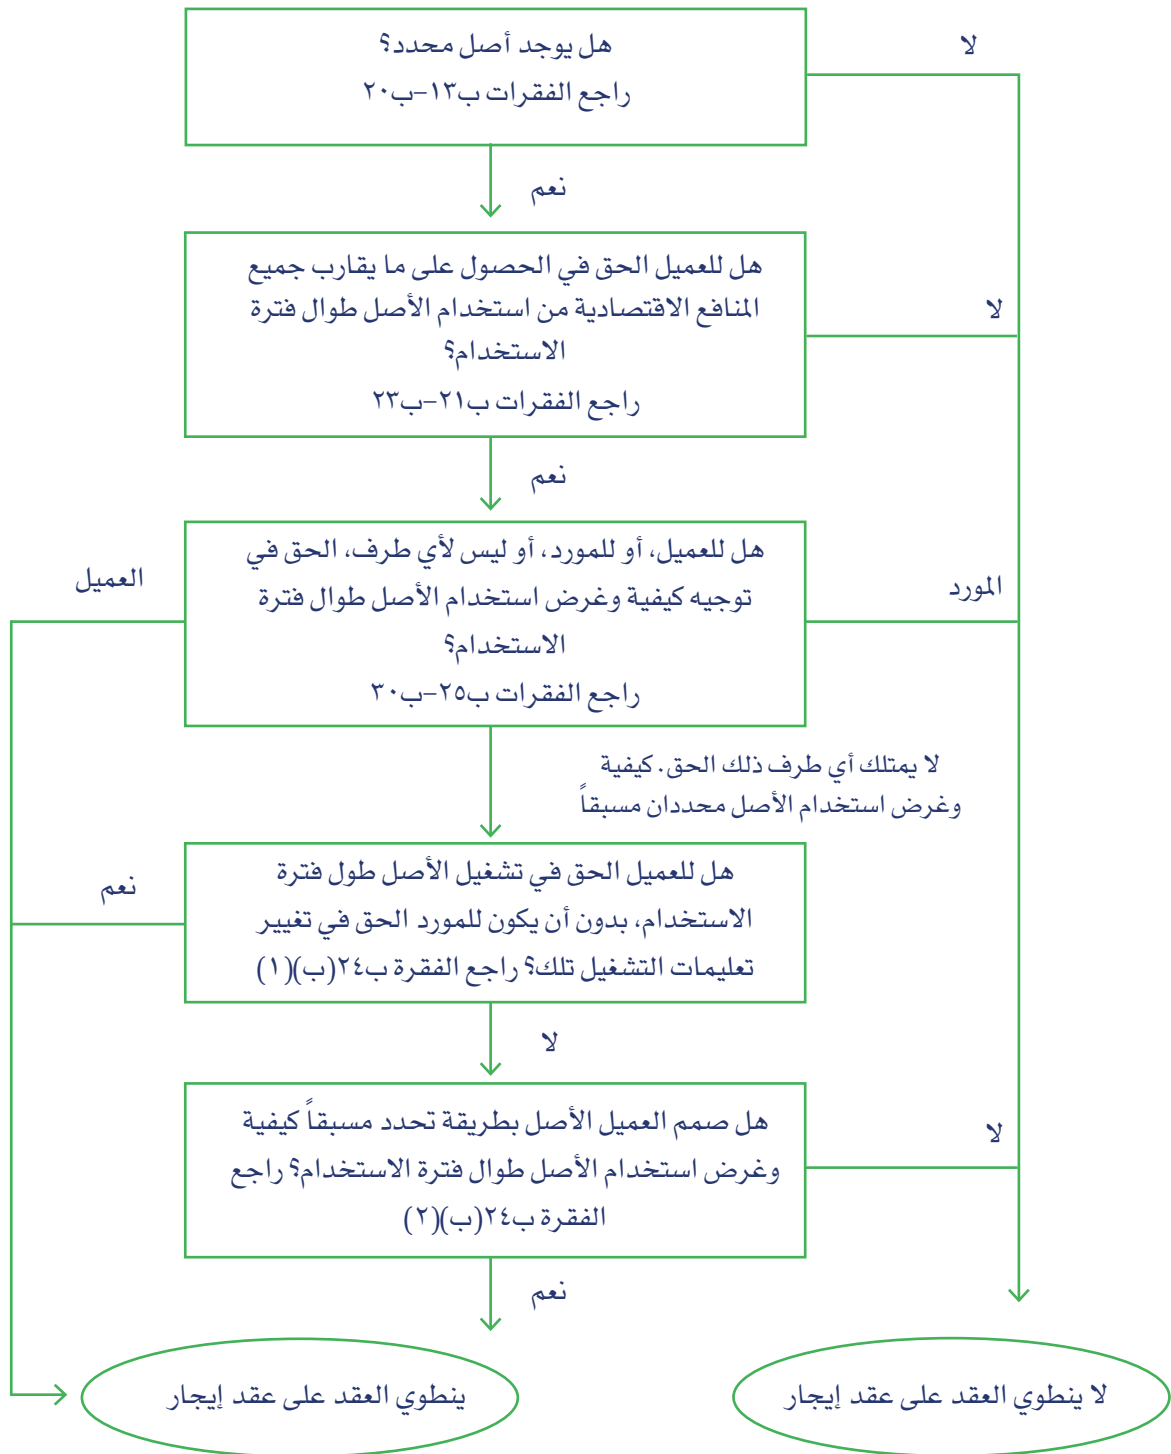 هل يوجد أصل محدد؟
راجع الفقرات ب١٣–ب٢٠
لا
نعم
هل للعميل الحق في الحصول على ما يقارب جميع
المنافع الاقتصادية من استخدام الأصل طوال فترة
الاستخدام؟
راجع الفقرات ب٢١–ب٢٣
لا
نعم
هل للعميل، أو للمورد، أو ليس لأي طرف، الحق في
توجيه كيفية وغرض استخدام الأصل طوال فترة
الاستخدام؟
راجع الفقرات ب٢٥–ب٣٠
المورد
العميل
لا يمتلك أي طرف ذلك الحق. كيفية
وغرض استخدام الأصل محددان مسبقاً
هل للعميل الحق في تشغيل الأصل طول فترة
الاستخدام، بدون أن يكون للمورد الحق في تغيير
تعليمات التشغيل تلك؟ راجع الفقرة ب٢٤(ب)(١)
نعم
لا
هل صمم العميل الأصل بطريقة تحدد مسبقاً كيفية
وغرض استخدام الأصل طوال فترة الاستخدام؟ راجع
الفقرة ب٢٤(ب)(٢)
لا
نعم
لا ينطوي العقد على عقد إيجار
ينطوي العقد على عقد إيجار